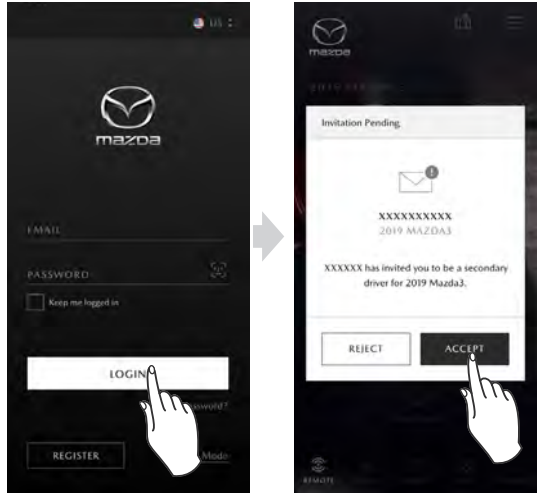 US
mazda
EMAIL
PASSWORD
Keep me logged in
LOGIN
REGISTER
Mode
mazda
2019
Invitation Pending
XXXXXXXXXX
2019 MAZDA3
XXXXXX has invited you to be a secondary
driver for 2019 Mazda3.
REJECT
ACCEPT
REMOTE